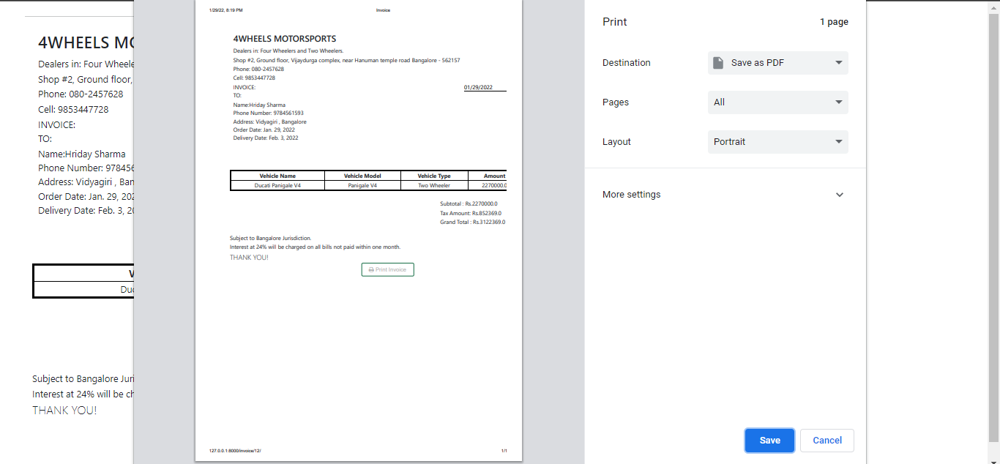 4WHEELS MO
Dealers in: Four Wheele
Shop #2, Ground floor,
Phone: 080-2457628
Cell: 9853447728
INVOICE:
TO:
Name:Hriday Sharma
Phone Number: 97845
Address: Vidyagiri , Ban
Order Date: Jan. 29, 202
Delivery Date: Feb. 3, 20
V
Duc
Subject to Bangalore Juri
Interest at 24% will be ch
THANK YOU!
1/29/22, 8:19 PM Invoice
4WHEELS MOTORSPORTS
Dealers in: Four Wheelers and Two Wheelers.
Shop #2, Ground floor, Vijaydurga complex, near Hanuman temple road Bangalore - 562157
Phone: 080-2457628
Cell: 9853447728
INVOICE: 01/29/2022
TO:
Name:Hriday Sharma
Phone Number: 9784561593
Address: Vidyagiri , Bangalore
Order Date: Jan. 29, 2022
Delivery Date: Feb. 3, 2022
Vehicle Name Vehicle Model Vehicle Type Amount
Ducati Panigale V4 Panigale V4 Two Wheeler 2270000.0
Subtotal : Rs.2270000.0
Tax Amount: Rs.852369.0
Grand Total : Rs.3122369.0
Subject to Bangalore Jurisdiction.
Interest at 24% will be charged on all bills not paid within one month.
THANK YOU!
Print Invoice
127.0.0.1:8000/invoice/12/ 1/1
Print 1 page
Destination Save as PDF
Pages All
Layout Portrait
More settings
Save Cancel